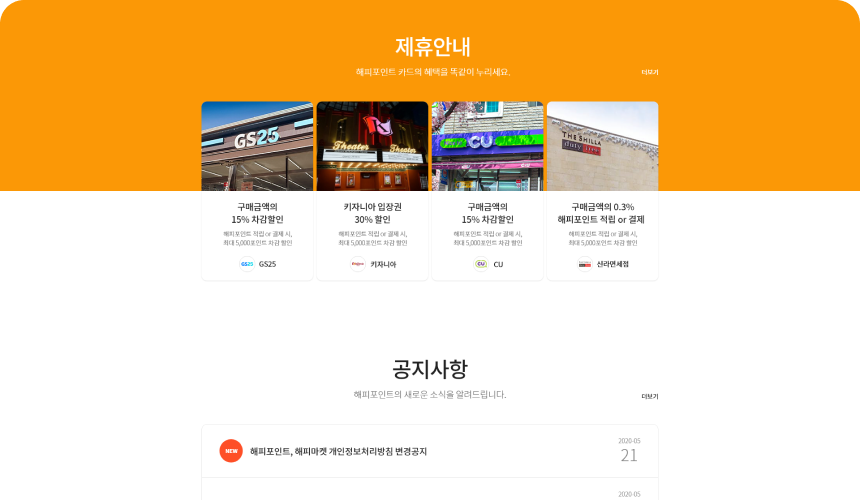 제휴안내
해피포인트 카드의 혜택을 똑같이 누리세요.
더보기
GS25
Theater
Theater
CU
THE SHILLA
duty free
구매금액의
15% 차감할인
해피포인트 적립 or 결제 시,
최대 5,000포인트 차감 할인
GS25
GS25
키자니아 입장권
30% 할인
해피포인트 적립 or 결제 시,
최대 5,000포인트 차감 할인
키자니아
구매금액의
15% 차감할인
해피포인트 적립 or 결제 시,
최대 5,000포인트 차감 할인
CU
CU
구매금액의 0.3%
해피포인트 적립 or 결제
해피포인트 적립 or 결제 시,
최대 5,000포인트 차감 할인
신라면세점
공지사항
해피포인트의 새로운 소식을 알려드립니다.
더보기
NEW
해피포인트, 해피마켓 개인정보처리방침 변경공지
2020-05
21
2020-05